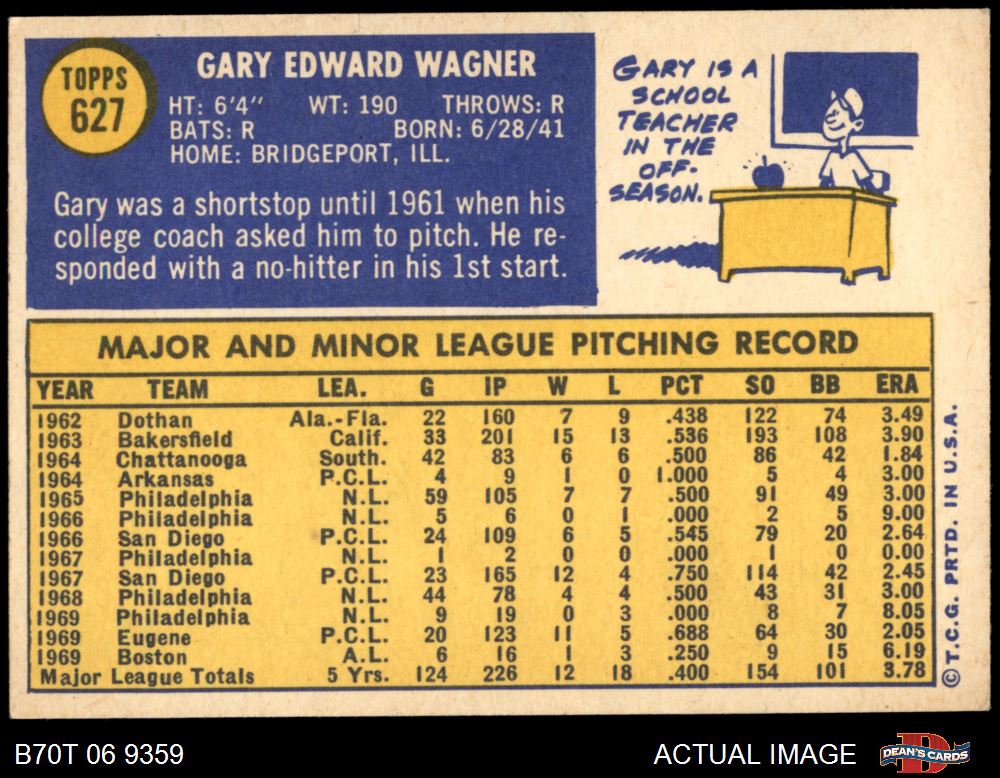 TOPPS
627
GARY EDWARD WAGNER
HT: 6'4" WT: 190 THROWS: R
BATS: R BORN: 6/28/41
HOME: BRIDGEPORT, ILL.
Gary was a shortstop until 1961 when his
college coach asked him to pitch. He re-
sponded with a no-hitter in his 1st start.
GARY IS A
SCHOOL
TEACHER
IN THE
OFF-
SEASON.
MAJOR AND MINOR LEAGUE PITCHING RECORD
YEAR TEAM LEA. G IP W L PCT SO BB ERA
1962 Dothan Ala.-Fla. 22 160 7 9 .438 122 74 3.49
1963 Bakersfield Calif. 33 201 15 13 .536 193 108 3.90
1964 Chattanooga South. 42 83 6 6 .500 86 42 1.84
1964 Arkansas P.C.L. 4 9 1 0 1.000 5 4 3.00
1965 Philadelphia N.L. 59 105 7 7 .500 91 49 3.00
1966 Philadelphia N.L. 5 6 0 1 .000 2 5 9.00
1966 San Diego P.C.L. 24 109 6 5 .545 79 20 2.64
1967 Philadelphia N.L. 1 2 0 0 .000 1 0 0.00
1967 San Diego P.C.L. 23 165 12 4 .750 114 42 2.45
1968 Philadelphia N.L. 44 78 4 4 .500 43 31 3.00
1969 Philadelphia N.L. 9 19 0 3 .000 8 7 8.05
1969 Eugene P.C.L. 20 123 11 5 .688 64 30 2.05
1969 Boston A.L. 6 16 1 3 .250 9 15 6.19
Major League Totals 5 Yrs. 124 226 12 18 .400 154 101 3.78
© T.C.G. PRTD. IN U.S.A.
B70T 06 9359
ACTUAL IMAGE
DEAN'S CARDS